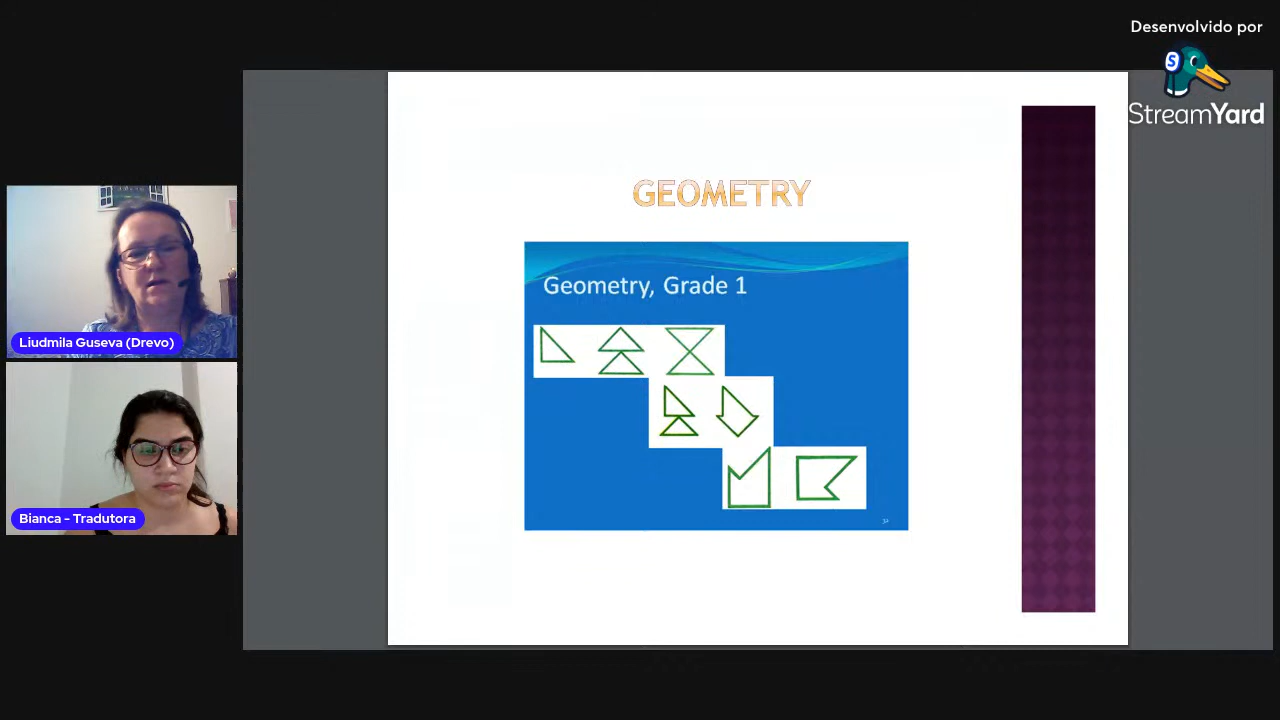 Desenvolvido por
StreamYard
GEOMETRY
Geometry, Grade 1
Liudmila Guseva (Drevo)
Bianca - Tradutora